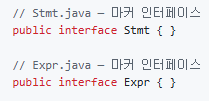 // Stmt.java — 마커 인터페이스
public interface Stmt { }
// Expr.java — 마커 인터페이스
public interface Expr { }